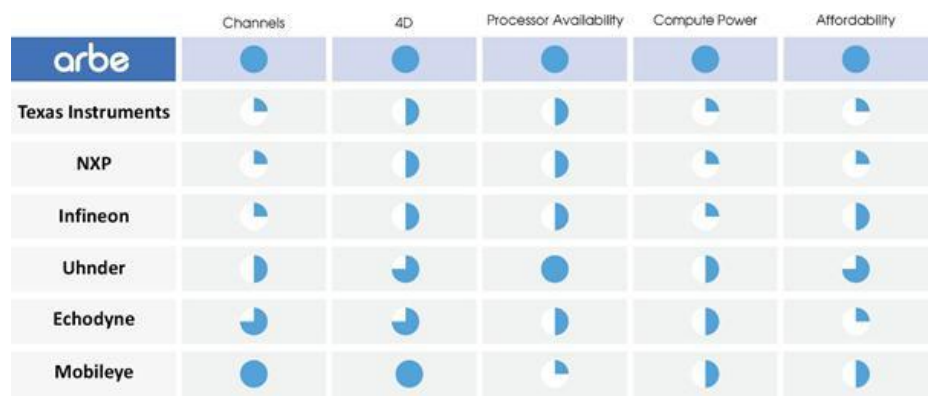 Channels 4D Processor Availability Compute Power Affordability
arbe
Texas Instruments
NXP
Infineon
Uhnder
Echodyne
Mobileye